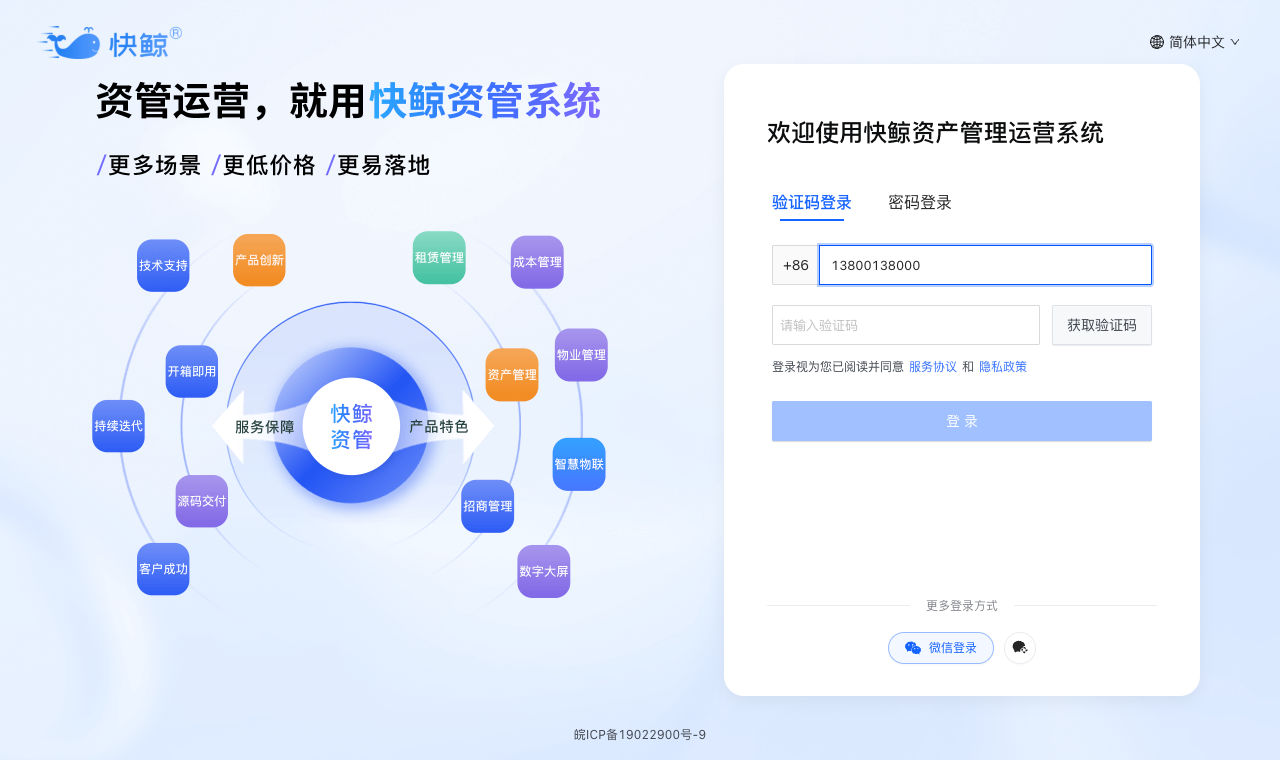 快鲸®
简体中文
资管运营，就用快鲸资管系统
/更多场景 /更低价格 /更易落地
技术支持
产品创新
租赁管理
成本管理
开箱即用
物业管理
资产管理
持续迭代
服务保障
快鲸
资管
产品特色
智慧物联
源码交付
招商管理
客户成功
数字大屏
欢迎使用快鲸资产管理运营系统
验证码登录 密码登录
+86 13800138000
请输入验证码 获取验证码
登录视为您已阅读并同意 服务协议 和 隐私政策
登 录
更多登录方式
微信登录
皖ICP备19022900号-9